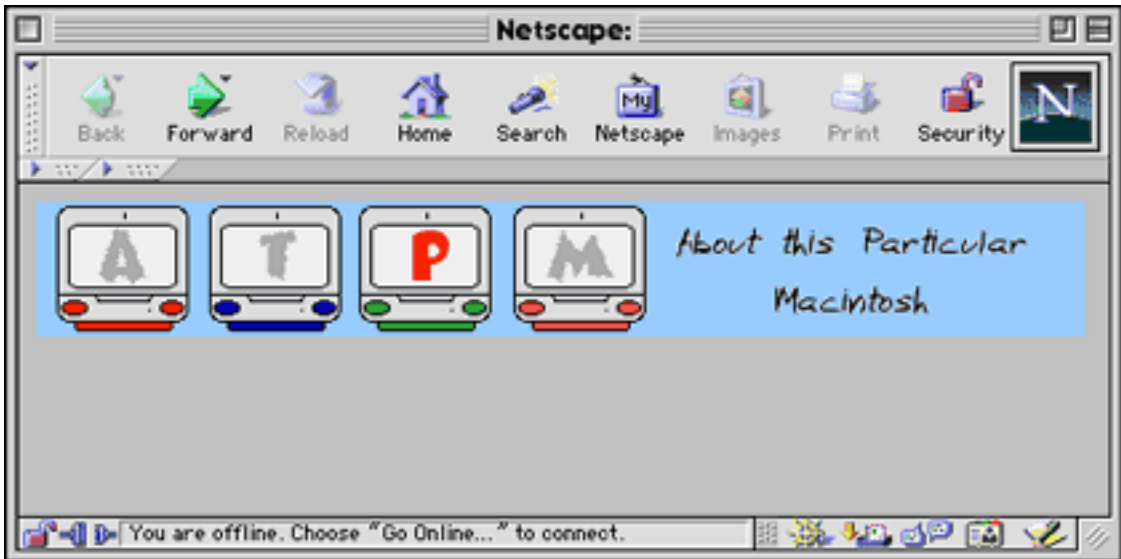 Netscape:
My
N
Back Forward Reload Home Search Netscape Images Print Security
A T P M
About this Particular
Macintosh
You are offline. Choose "Go Online..." to connect.